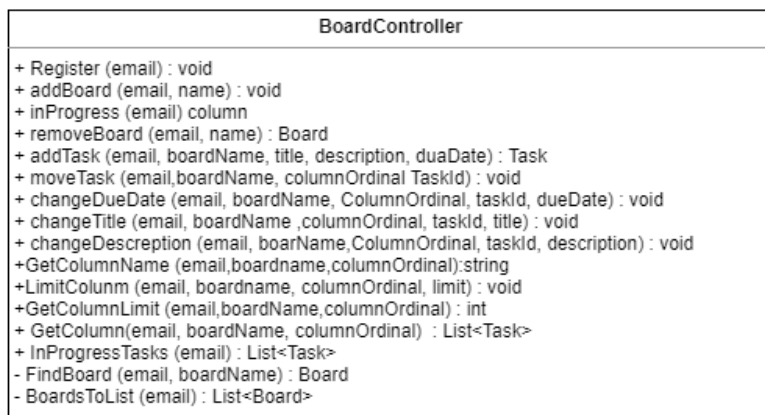 BoardController
+ Register (email) : void
+ addBoard (email, name) : void
+ inProgress (email) column
+ removeBoard (email, name) : Board
+ addTask (email, boardName, title, description, duaDate) : Task
+ moveTask (email,boardName, columnOrdinal TaskId) : void
+ changeDueDate (email, boardName, ColumnOrdinal, taskId, dueDate) : void
+ changeTitle (email, boardName ,columnOrdinal, taskId, title) : void
+ changeDescreption (email, boarName,ColumnOrdinal, taskId, description) : void
+GetColumnName (email,boardname,columnOrdinal):string
+LimitColunm (email, boardname, columnOrdinal, limit) : void
+GetColumnLimit (email,boardName,columnOrdinal) : int
+ GetColumn(email, boardName, columnOrdinal)  : List<Task>
+ InProgressTasks (email) : List<Task>
- FindBoard (email, boardName) : Board
- BoardsToList (email) : List<Board>